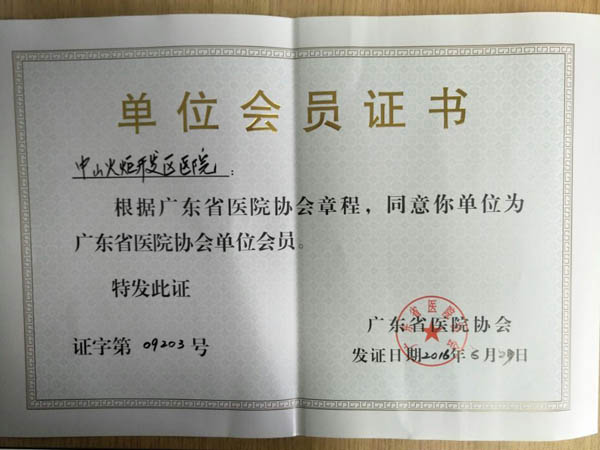 单位会员证书
中山火炬开发区医院：
根据广东省医院协会章程，同意你单位为
广东省医院协会单位会员。
特发此证
广东省医院协会
证字第 09203 号
发证日期2016年6月29日